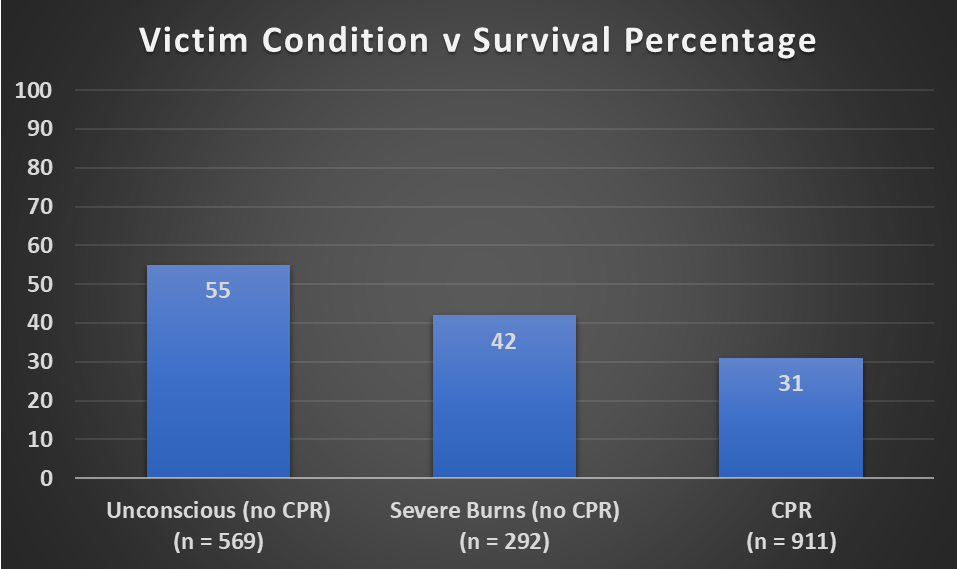 Victim Condition v Survival Percentage
100
90
80
70
60
50
40
30
20
10
0
55
42
31
Unconscious (no CPR)
(n = 569)
Severe Burns (no CPR)
(n = 292)
CPR
(n = 911)